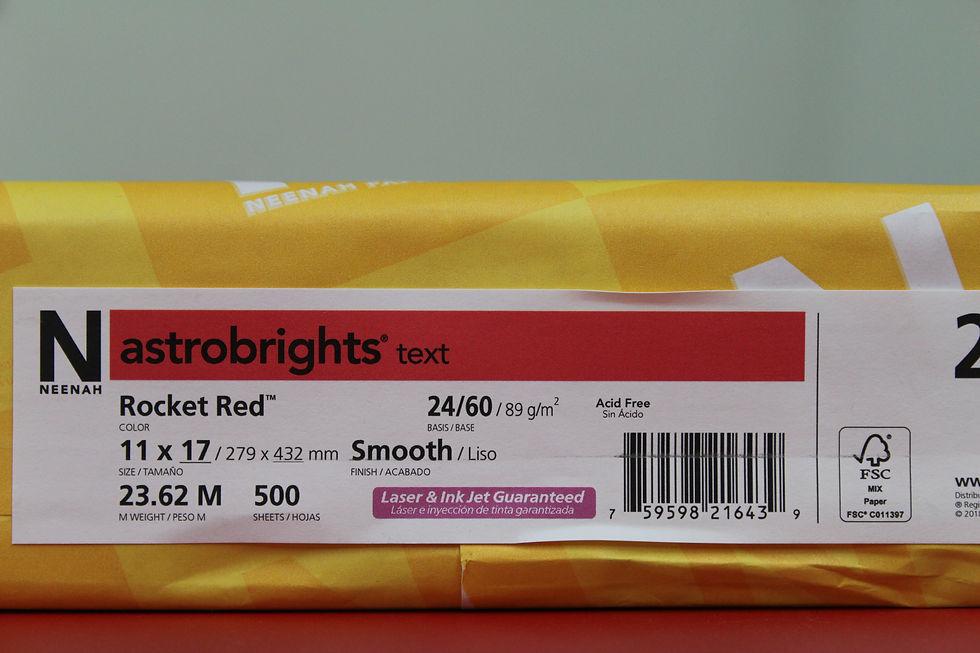 NEENAH
N
NEENAH
astrobrights® text
Rocket Red™
COLOR
24/60 / 89 g/m²
BASIS / BASE
Acid Free
Sin Ácido
11 x 17 / 279 x 432 mm
SIZE / TAMAÑO
Smooth / Liso
FINISH / ACABADO
23.62 M
M WEIGHT / PESO M
500
SHEETS / HOJAS
Laser & Ink Jet Guaranteed
Láser e inyección de tinta garantizada
7 59598 21643 9
FSC
MIX
Paper
FSC® C011397
2
© 2018